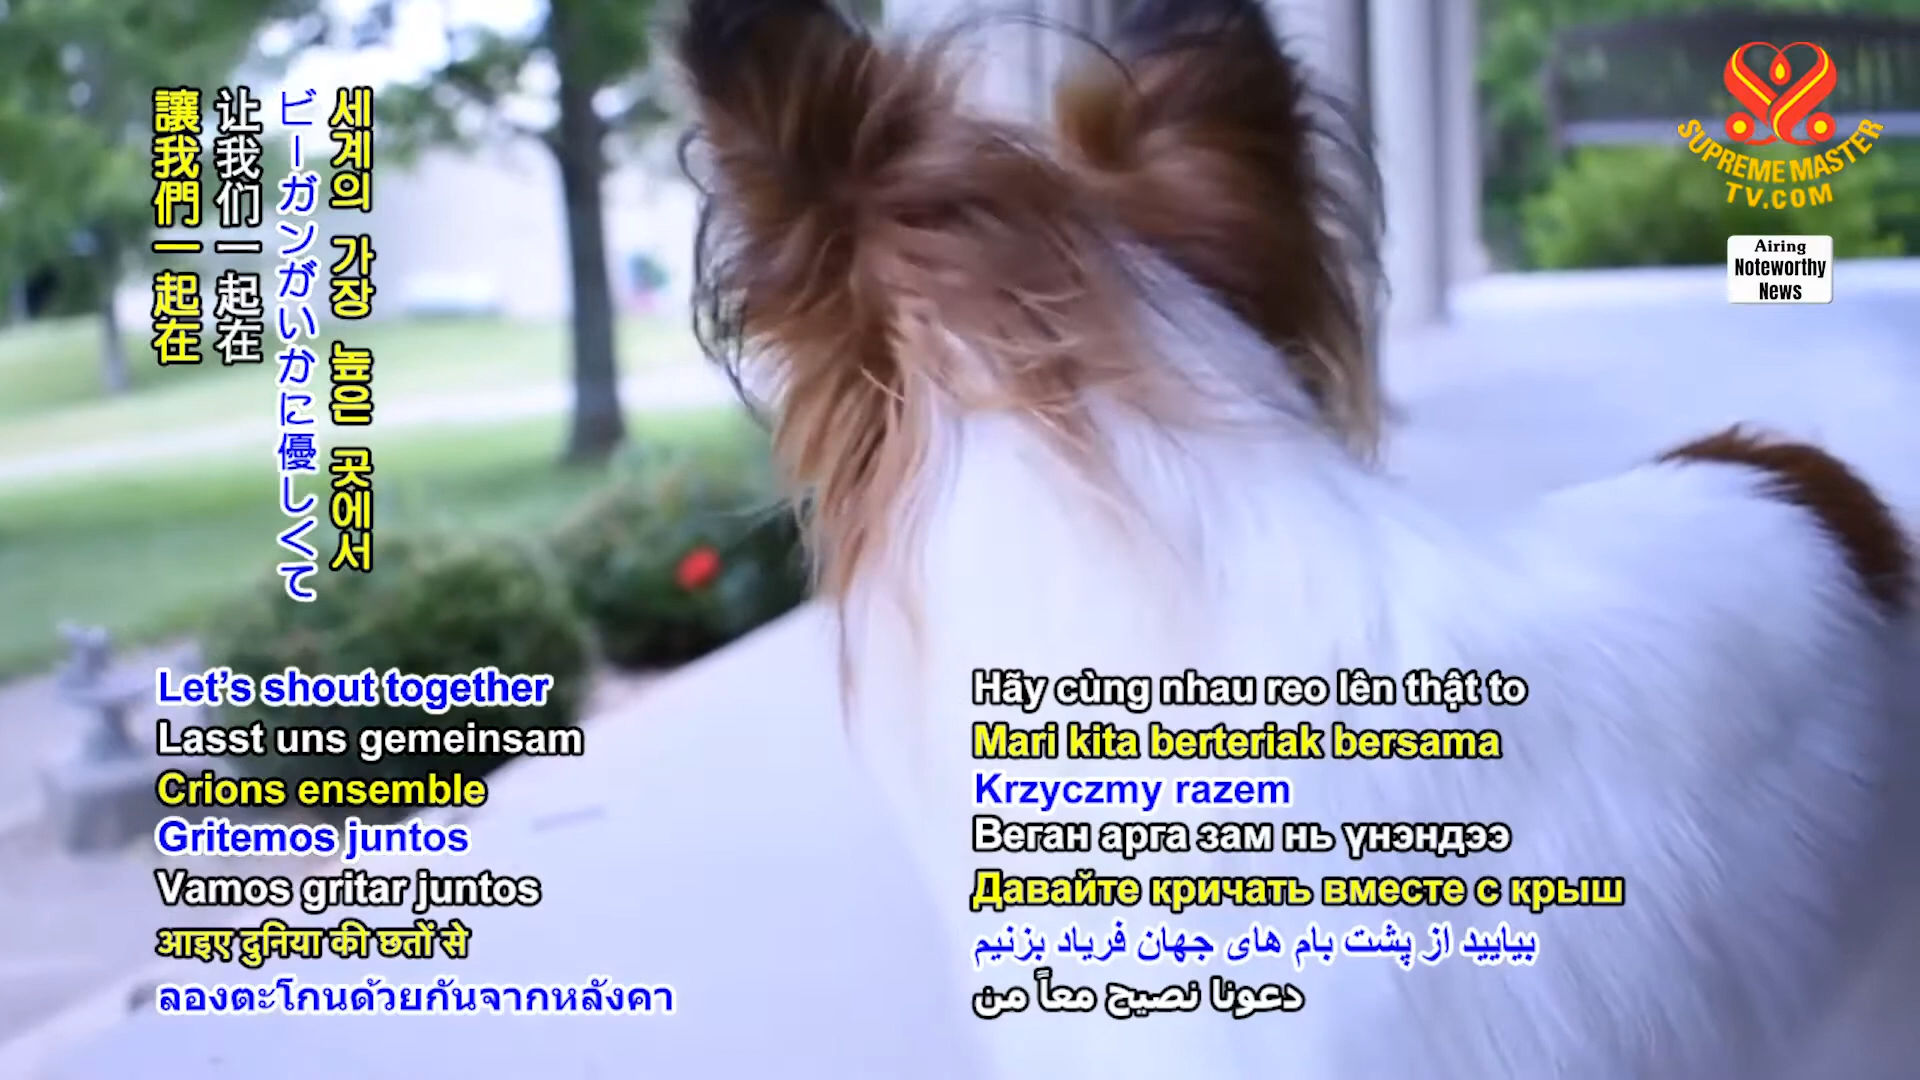 세계의 가장 높은 곳에서
ビーガンがいかに優しくて
让我们一起在
讓我們一起在
SUPREME MASTER
TV.COM
Airing
Noteworthy
News
Let's shout together
Lasst uns gemeinsam
Crions ensemble
Gritemos juntos
Vamos gritar juntos
आइए दुनिया की छतों से
ลองตะโกนด้วยกันจากหลังคา
Hãy cùng nhau reo lên thật to
Mari kita berteriak bersama
Krzyczmy razem
Веган арга зам нь үнэндээ
Давайте кричать вместе с крыш
بیایید از پشت بام های جهان فریاد بزنیم
دعونا نصيح معاً من